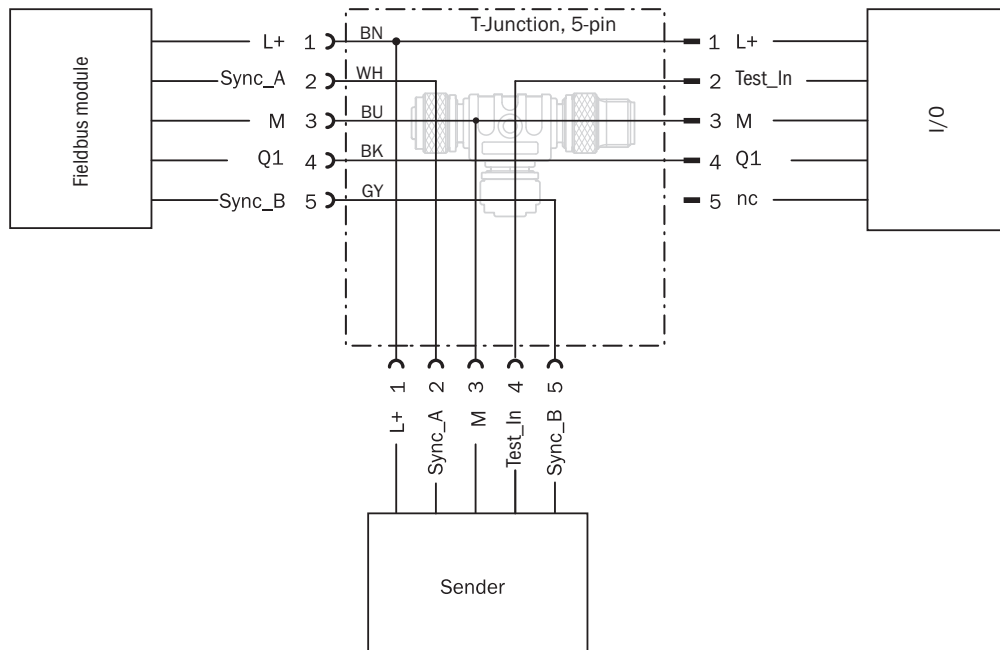 T-Junction, 5-pin
Fieldbus module
L+ 1 BN 1 L+
Sync_A 2 WH 2 Test_In
M 3 BU 3 M
Q1 4 BK 4 Q1
Sync_B 5 GY 5 nc
I/O
1 2 3 4 5
L+ Sync_A M Test_In Sync_B
Sender